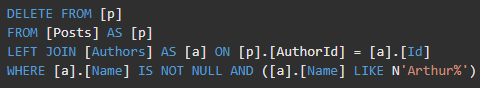 DELETE FROM [p]
FROM [Posts] AS [p]
LEFT JOIN [Authors] AS [a] ON [p].[AuthorId] = [a].[Id]
WHERE [a].[Name] IS NOT NULL AND ([a].[Name] LIKE N'Arthur%')